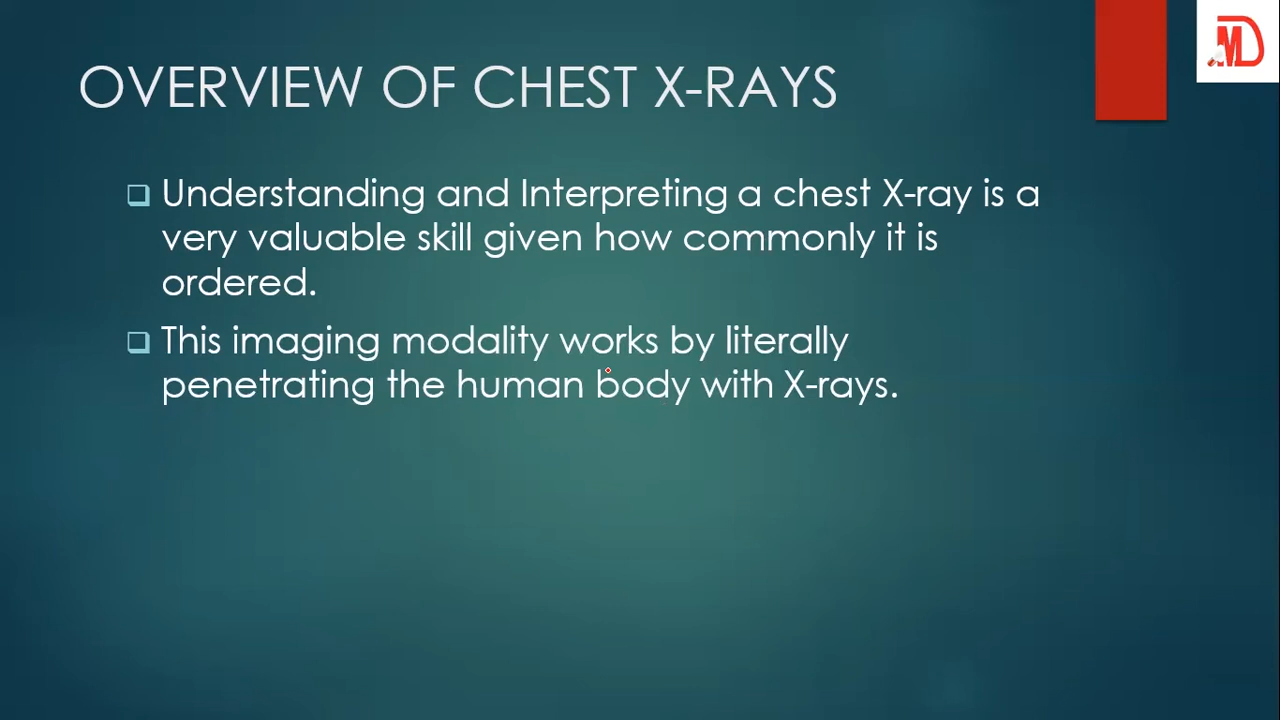 OVERVIEW OF CHEST X-RAYS
MD
Understanding and Interpreting a chest X-ray is a
very valuable skill given how commonly it is
ordered.
This imaging modality works by literally
penetrating the human body with X-rays.